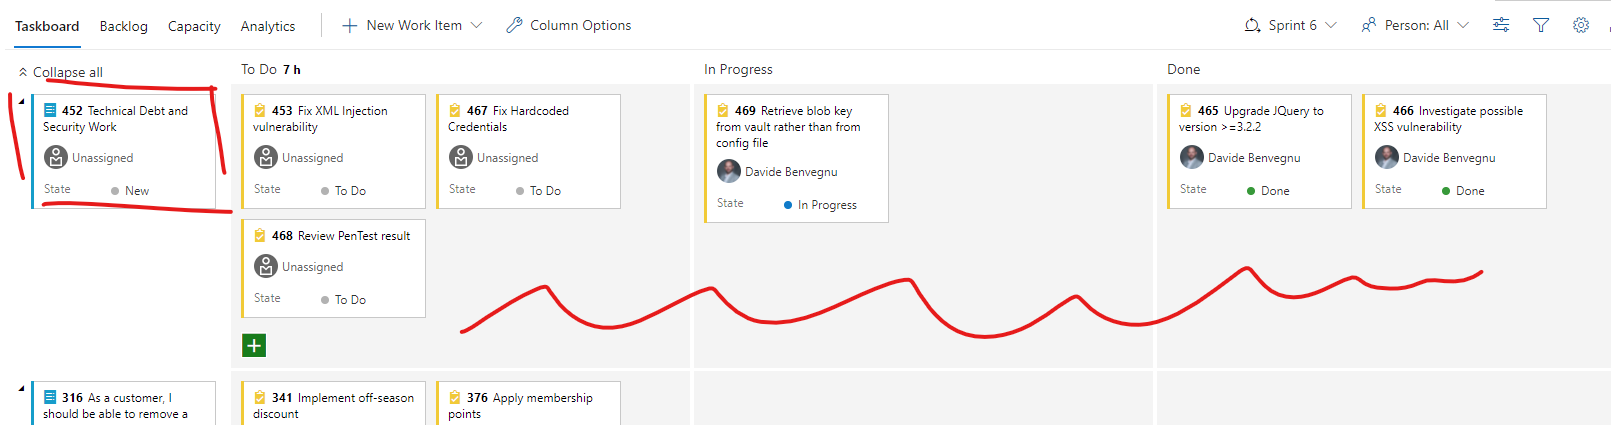 Taskboard Backlog Capacity Analytics New Work Item Column Options Sprint 6 Person: All
Collapse all
To Do 7 h
In Progress
Done
452 Technical Debt and
Security Work
Unassigned
State New
453 Fix XML Injection
vulnerability
Unassigned
State To Do
467 Fix Hardcoded
Credentials
Unassigned
State To Do
468 Review PenTest result
Unassigned
State To Do
469 Retrieve blob key
from vault rather than from
config file
Davide Benvegnu
State In Progress
465 Upgrade JQuery to
version >=3.2.2
Davide Benvegnu
State Done
466 Investigate possible
XSS vulnerability
Davide Benvegnu
State Done
316 As a customer, I
should be able to remove a
341 Implement off-season
discount
376 Apply membership
points